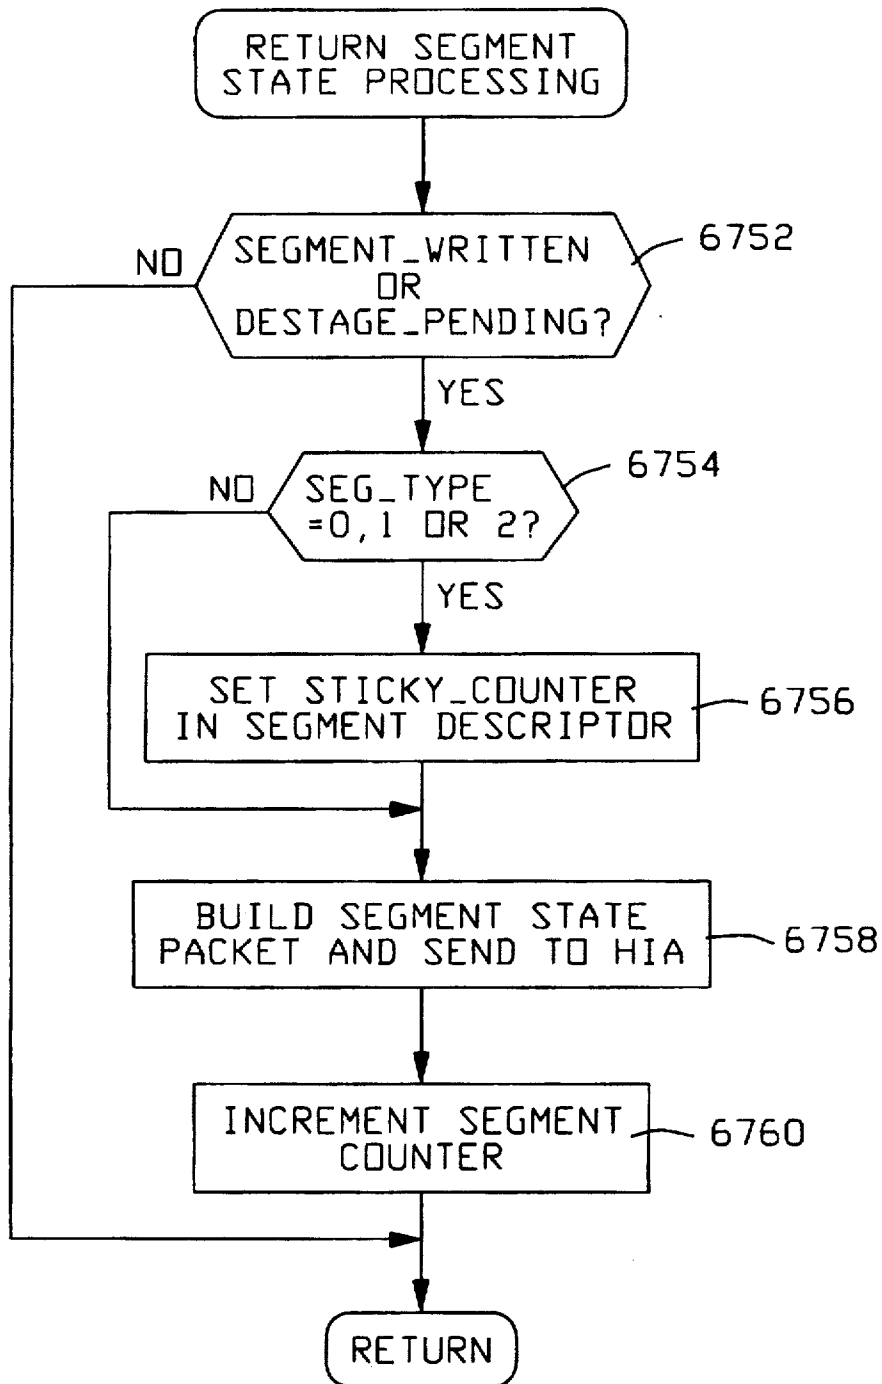 RETURN SEGMENT
STATE PROCESSING
NO
SEGMENT_WRITTEN
OR
DESTAGE_PENDING?
6752
YES
NO
SEG_TYPE
=0,1 OR 2?
6754
YES
SET STICKY_COUNTER
IN SEGMENT DESCRIPTOR
6756
BUILD SEGMENT STATE
PACKET AND SEND TO HIA
6758
INCREMENT SEGMENT
COUNTER
6760
RETURN